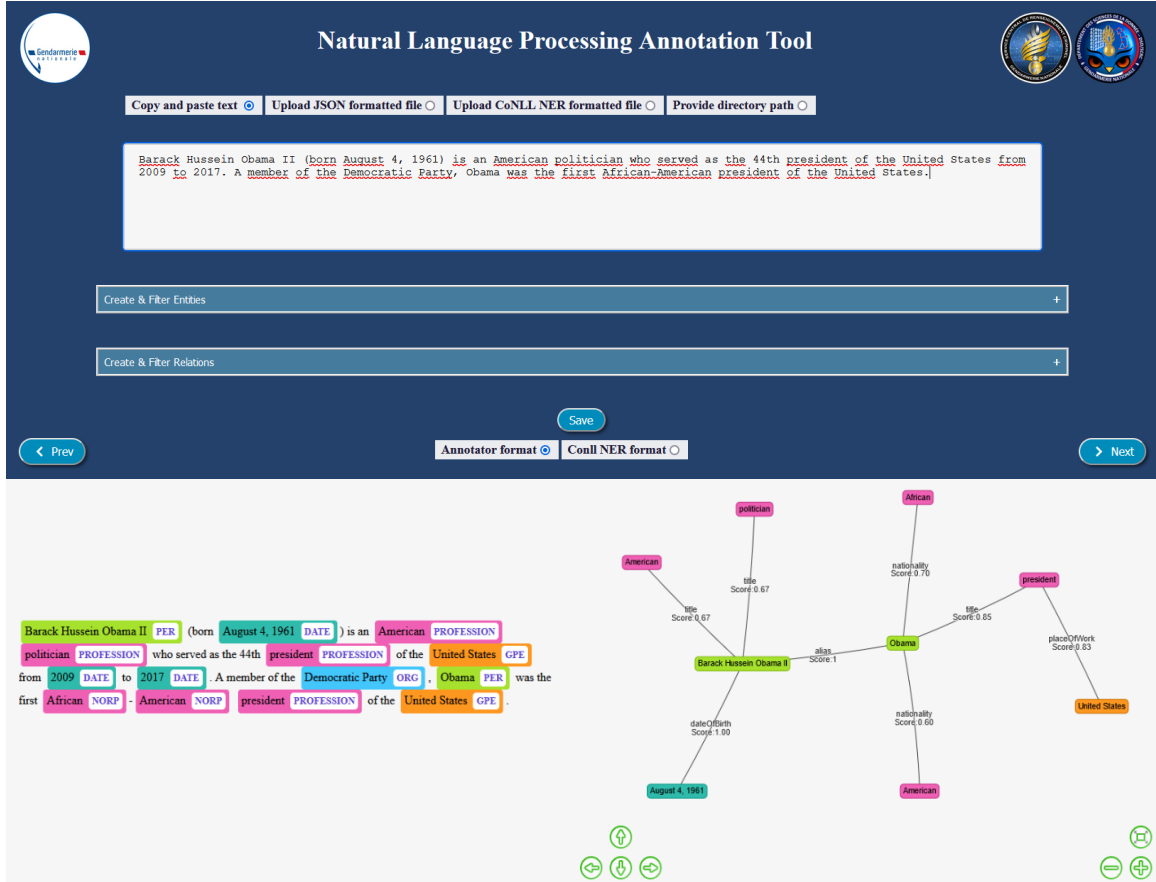 Gendarmerie
nationale
Natural Language Processing Annotation Tool
Copy and paste text Upload JSON formatted file Upload CoNLL NER formatted file Provide directory path
Barack Hussein Obama II (born August 4, 1961) is an American politician who served as the 44th president of the United States from
2009 to 2017. A member of the Democratic Party, Obama was the first African-American president of the United States.
Create & Filter Entities +
Create & Filter Relations +
Save
Prev
Annotator format Conll NER format
Next
Barack Hussein Obama II PER (born August 4, 1961 DATE ) is an American PROFESSION
politician PROFESSION who served as the 44th president PROFESSION of the United States GPE
from 2009 DATE to 2017 DATE . A member of the Democratic Party ORG , Obama PER was the
first African NORP - American NORP president PROFESSION of the United States GPE .
African
politician
American
nationality
Score:0.70
president
title
Score:0.67
title
Score:0.67
title
Score:0.85
placeOfWork
Score:0.83
Obama
alias
Score:1
Barack Hussein Obama II
United States
nationality
Score:0.60
dateOfBirth
Score:1.00
August 4, 1961
American